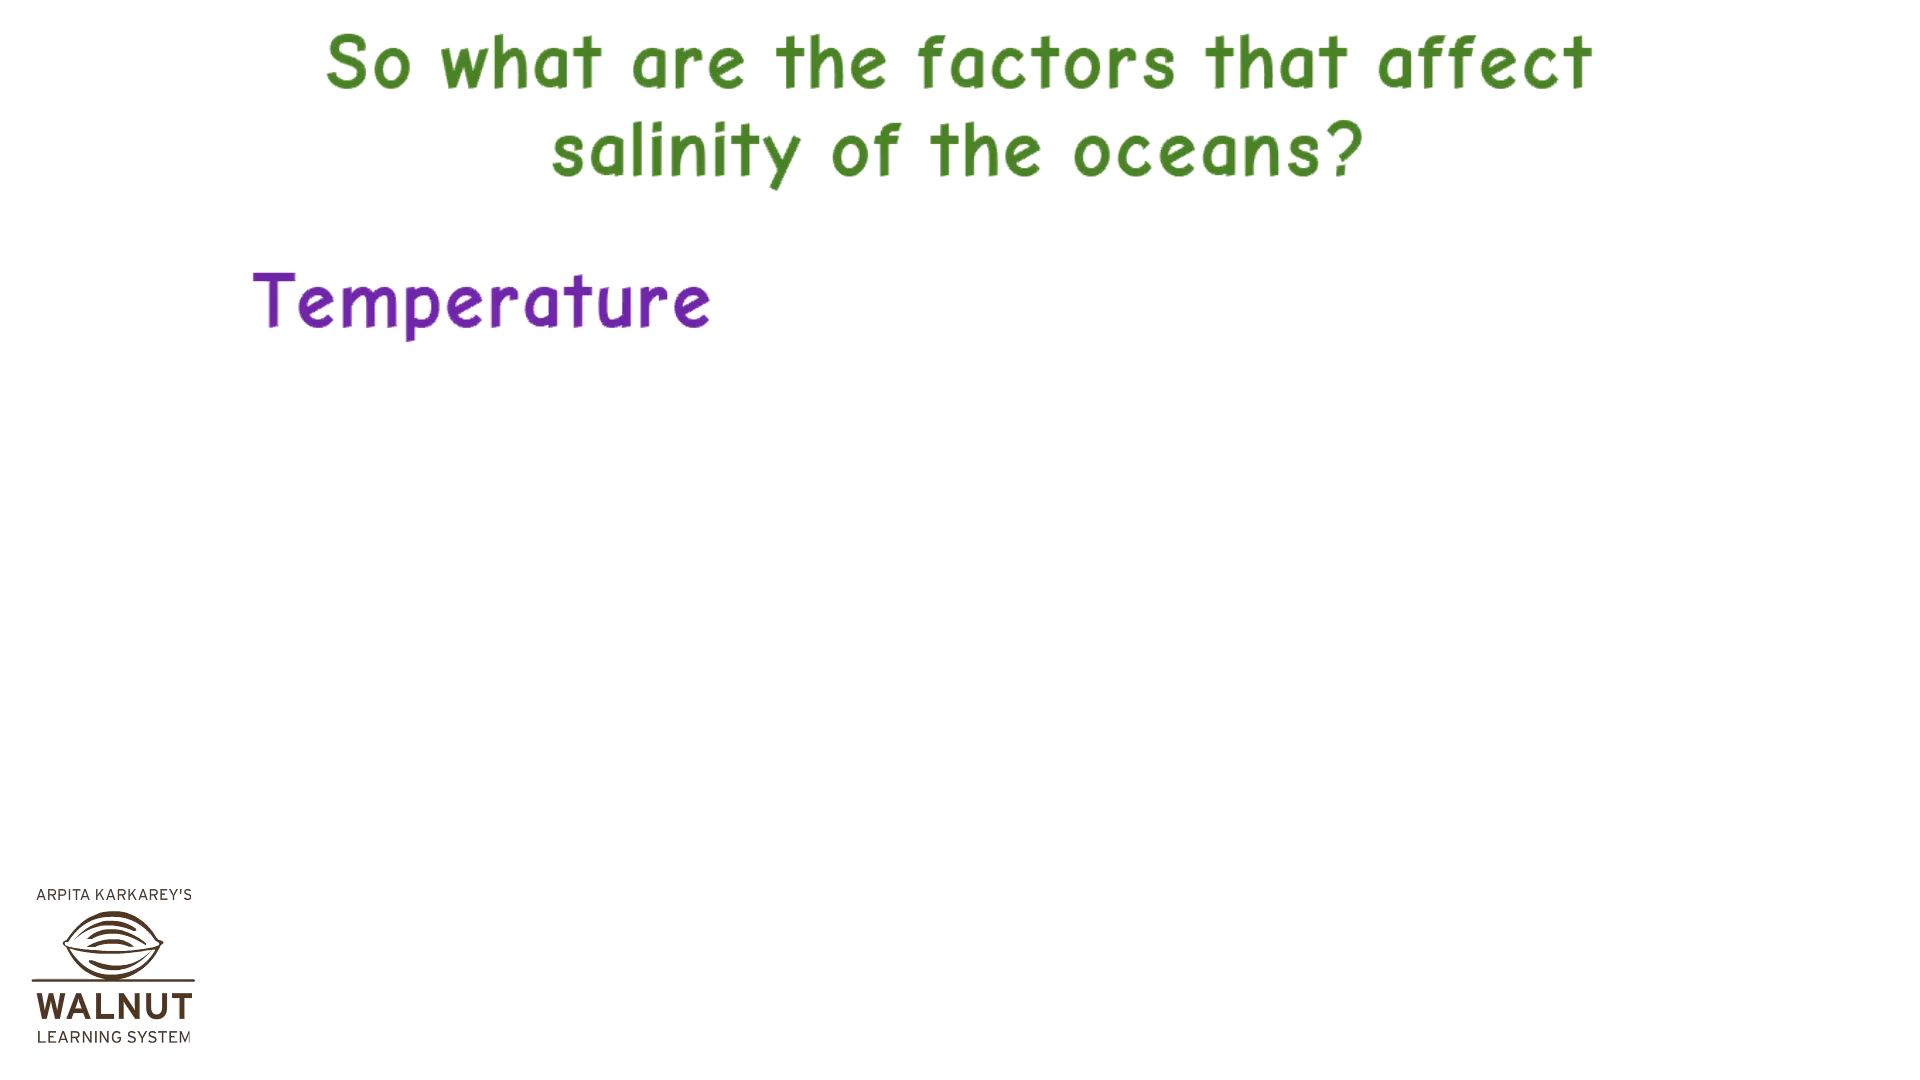 So what are the factors that affect
salinity of the oceans?
Temperature
ARPITA KARKAREY'S
WALNUT
LEARNING SYSTEM